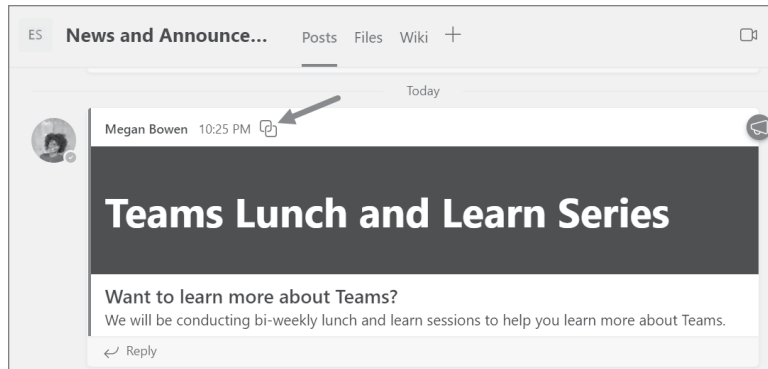 ES News and Announce... Posts Files Wiki
Today
Megan Bowen 10:25 PM
Teams Lunch and Learn Series
Want to learn more about Teams?
We will be conducting bi-weekly lunch and learn sessions to help you learn more about Teams.
Reply